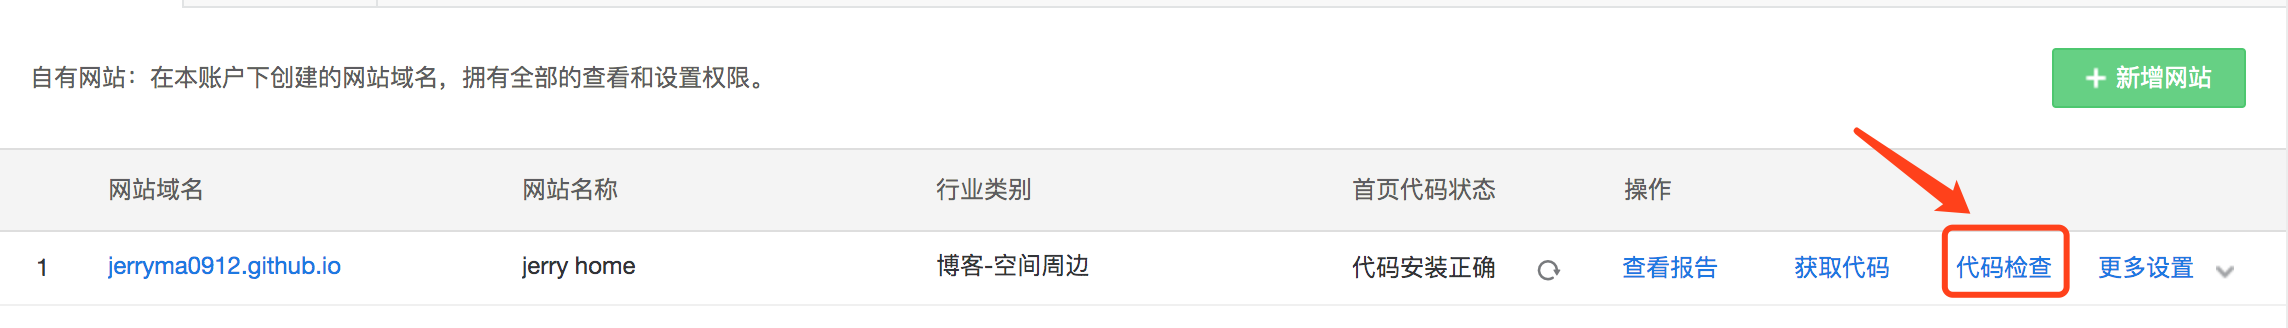 自有网站：在本账户下创建的网站域名，拥有全部的查看和设置权限。
新增网站
网站域名 网站名称 行业类别 首页代码状态 操作
1 jerryma0912.github.io jerry home 博客-空间周边 代码安装正确 查看报告 获取代码 代码检查 更多设置